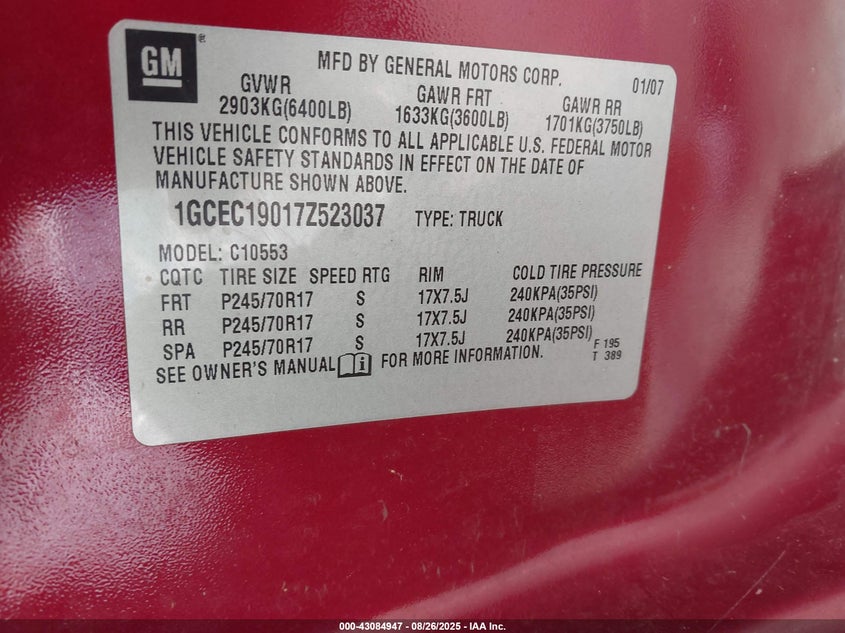 GM ®
MFD BY GENERAL MOTORS CORP. 01/07
GVWR GAWR FRT GAWR RR
2903KG(6400LB) 1633KG(3600LB) 1701KG(3750LB)
THIS VEHICLE CONFORMS TO ALL APPLICABLE U.S. FEDERAL MOTOR
VEHICLE SAFETY STANDARDS IN EFFECT ON THE DATE OF
MANUFACTURE SHOWN ABOVE.
1GCEC19017Z523037 TYPE: TRUCK
MODEL: C10553
CQTC TIRE SIZE SPEED RTG RIM COLD TIRE PRESSURE
FRT P245/70R17 S 17X7.5J 240KPA(35PSI)
RR P245/70R17 S 17X7.5J 240KPA(35PSI)
SPA P245/70R17 S 17X7.5J 240KPA(35PSI)
SEE OWNER'S MANUAL i FOR MORE INFORMATION.
F 195
T 389
000-43084947 - 08/26/2025 - IAA Inc.